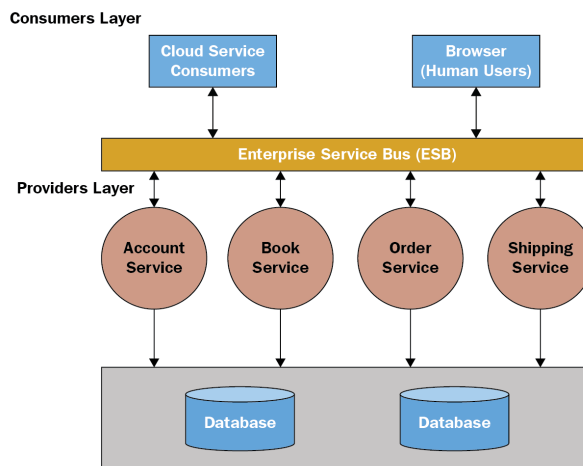 Consumers Layer
Cloud Service
Consumers
Browser
(Human Users)
Enterprise Service Bus (ESB)
Providers Layer
Account
Service
Book
Service
Order
Service
Shipping
Service
Database
Database